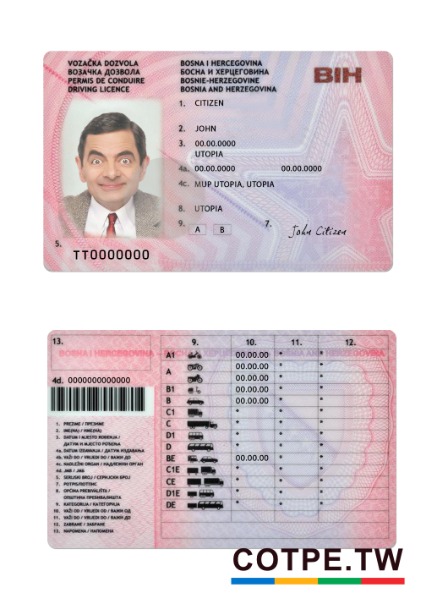 VOZAČKA DOZVOLA
ВОЗАЧКА ДОЗВОЛА
PERMIS DE CONDUIRE
DRIVING LICENCE
BOSNA I HERCEGOVINA
БОСНА И ХЕРЦЕГОВИНА
BOSNIE-HERZEGOVINE
BOSNIA AND HERZEGOVINA
BIH
1. CITIZEN
2. JOHN
3. 00.00.0000
UTOPIA
4a. 00.00.0000 00.00.0000
4c. MUP UTOPIA, UTOPIA
8. UTOPIA
9. A B 7. John Citizen
5. TT0000000
13. 9. 10. 11. 12.
BOSNA I HERCEGOVINA
4d. 0000000000000
A1 00.00.00 * *
A 00.00.00 * *
00.00.00 * *
B1 00.00.00 * *
B 00.00.00 * *
C1 * * *
C * * *
D1 * * *
D * * *
BE 00.00.00 * *
C1E * * *
CE * * *
D1E * * *
DE * * *
1. PREZIME / ПРЕЗИМЕ
2. IME(NA) / ИМЕ(НА)
3. DATUM I MJESTO ROĐENJA /
ДАТУМ И МЈЕСТО РОЂЕЊА
4a. DATUM IZDAVANJA / ДАТУМ ИЗДАВАЊА
4b. VAŽI DO / ВАЖИ ДО
4c. NADLEŽNI ORGAN / НАДЛЕЖНИ ОРГАН
4d. JMB / ЈМБ
5. SERIJSKI BROJ / СЕРИЈСКИ БРОЈ
7. POTPIS/ПОТПИС
8. OPĆINA PREBIVALIŠTA /
ОПШТИНА ПРЕБИВАЛИШТА
9. KATEGORIJA / КАТЕГОРИЈА
10. VAŽI OD /
11. VAŽI DO /
12.
13. NAPOMENA / НАПОМЕНА
COTPE.TW